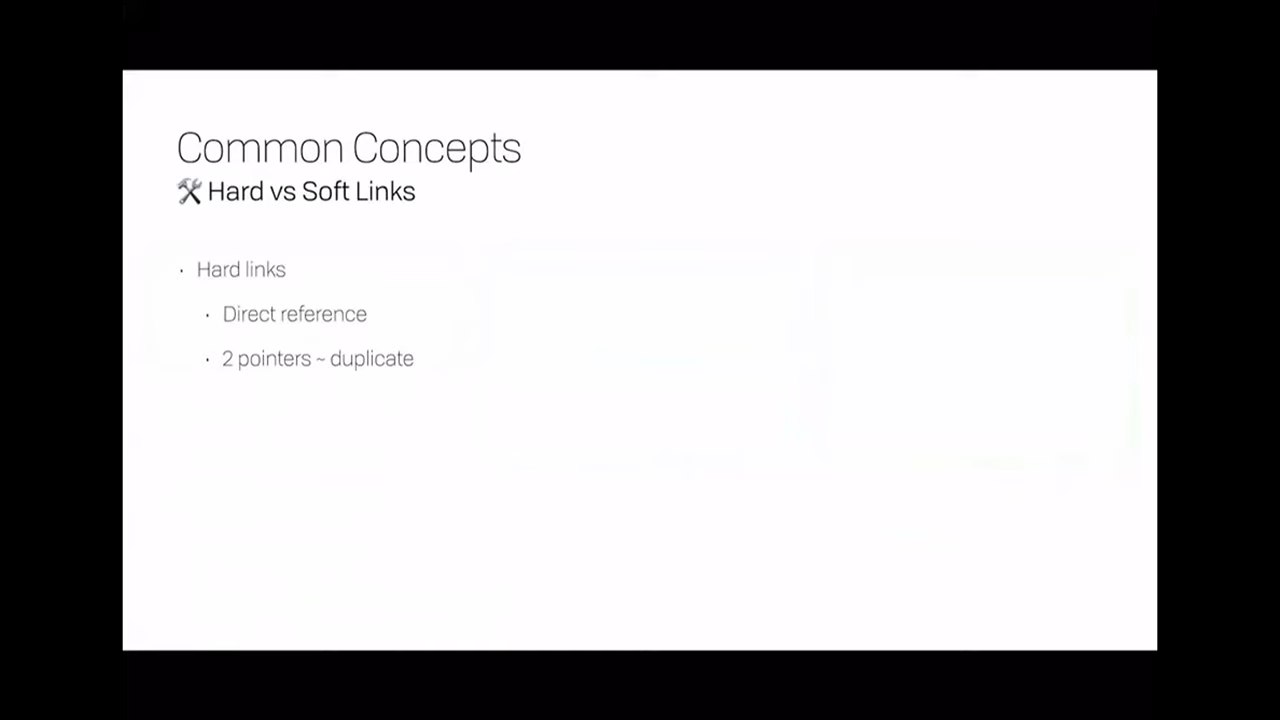 Common Concepts
🛠 Hard vs Soft Links
· Hard links
· Direct reference
· 2 pointers ~ duplicate